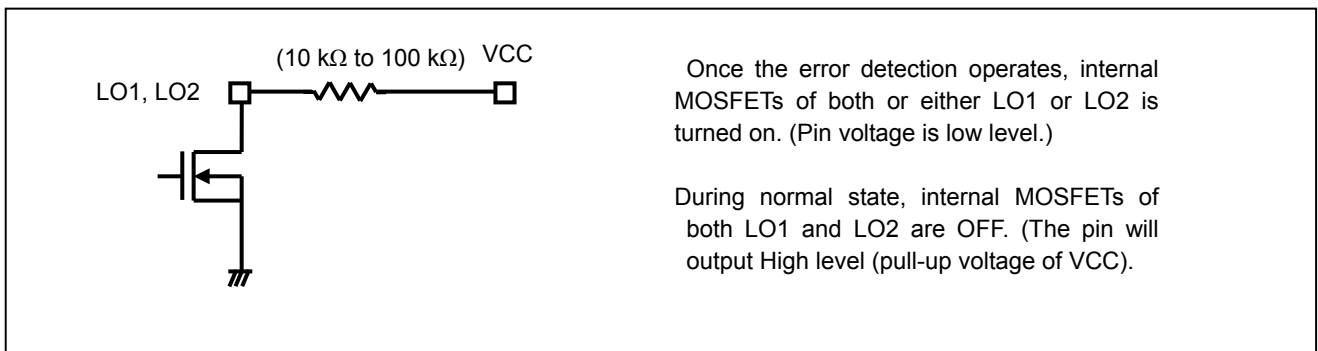 (10 kΩ to 100 kΩ) VCC
LO1, LO2
Once the error detection operates, internal
MOSFETs of both or either LO1 or LO2 is
turned on. (Pin voltage is low level.)
During normal state, internal MOSFETs of
both LO1 and LO2 are OFF. (The pin will
output High level (pull-up voltage of VCC).